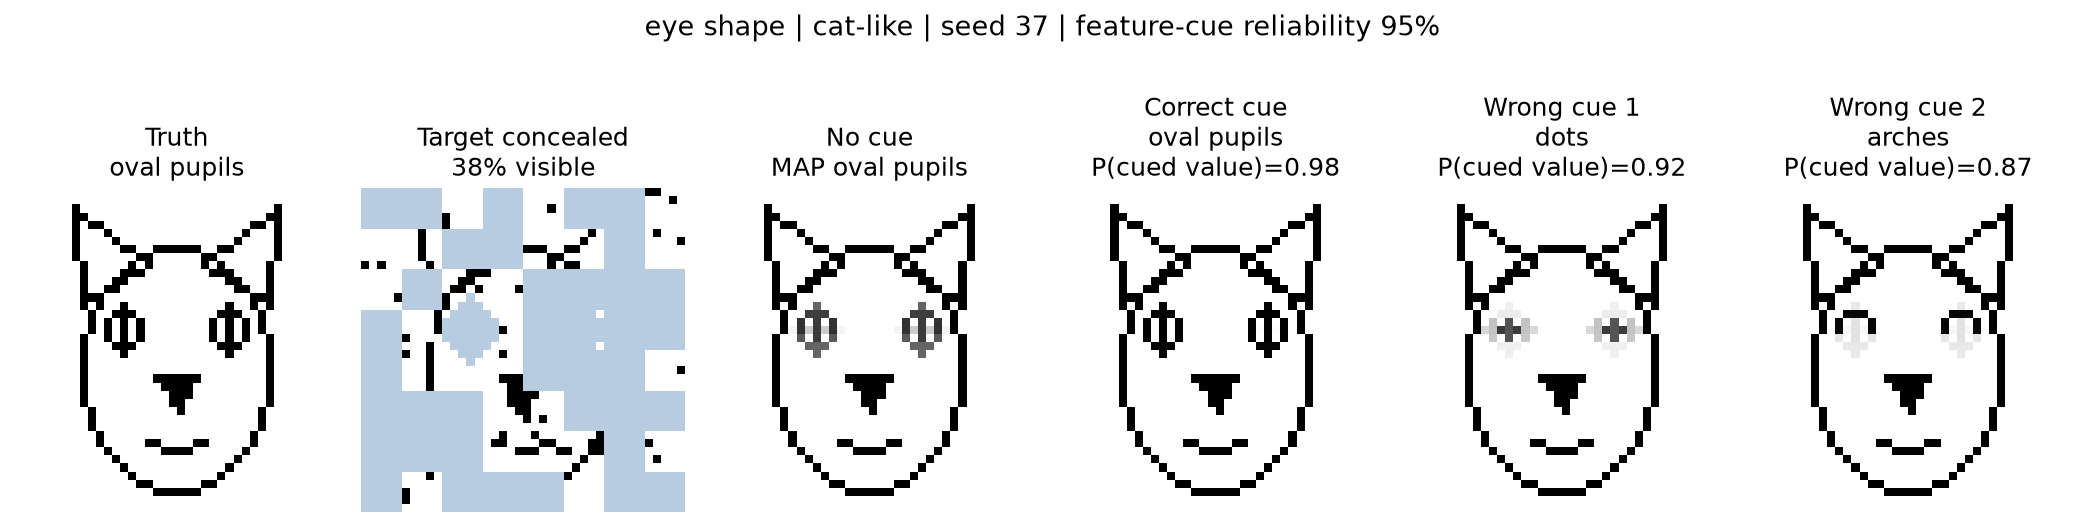 eye shape | cat-like | seed 37 | feature-cue reliability 95%
Truth
oval pupils
Target concealed
38% visible
No cue
MAP oval pupils
Correct cue
oval pupils
P(cued value)=0.98
Wrong cue 1
dots
P(cued value)=0.92
Wrong cue 2
arches
P(cued value)=0.87